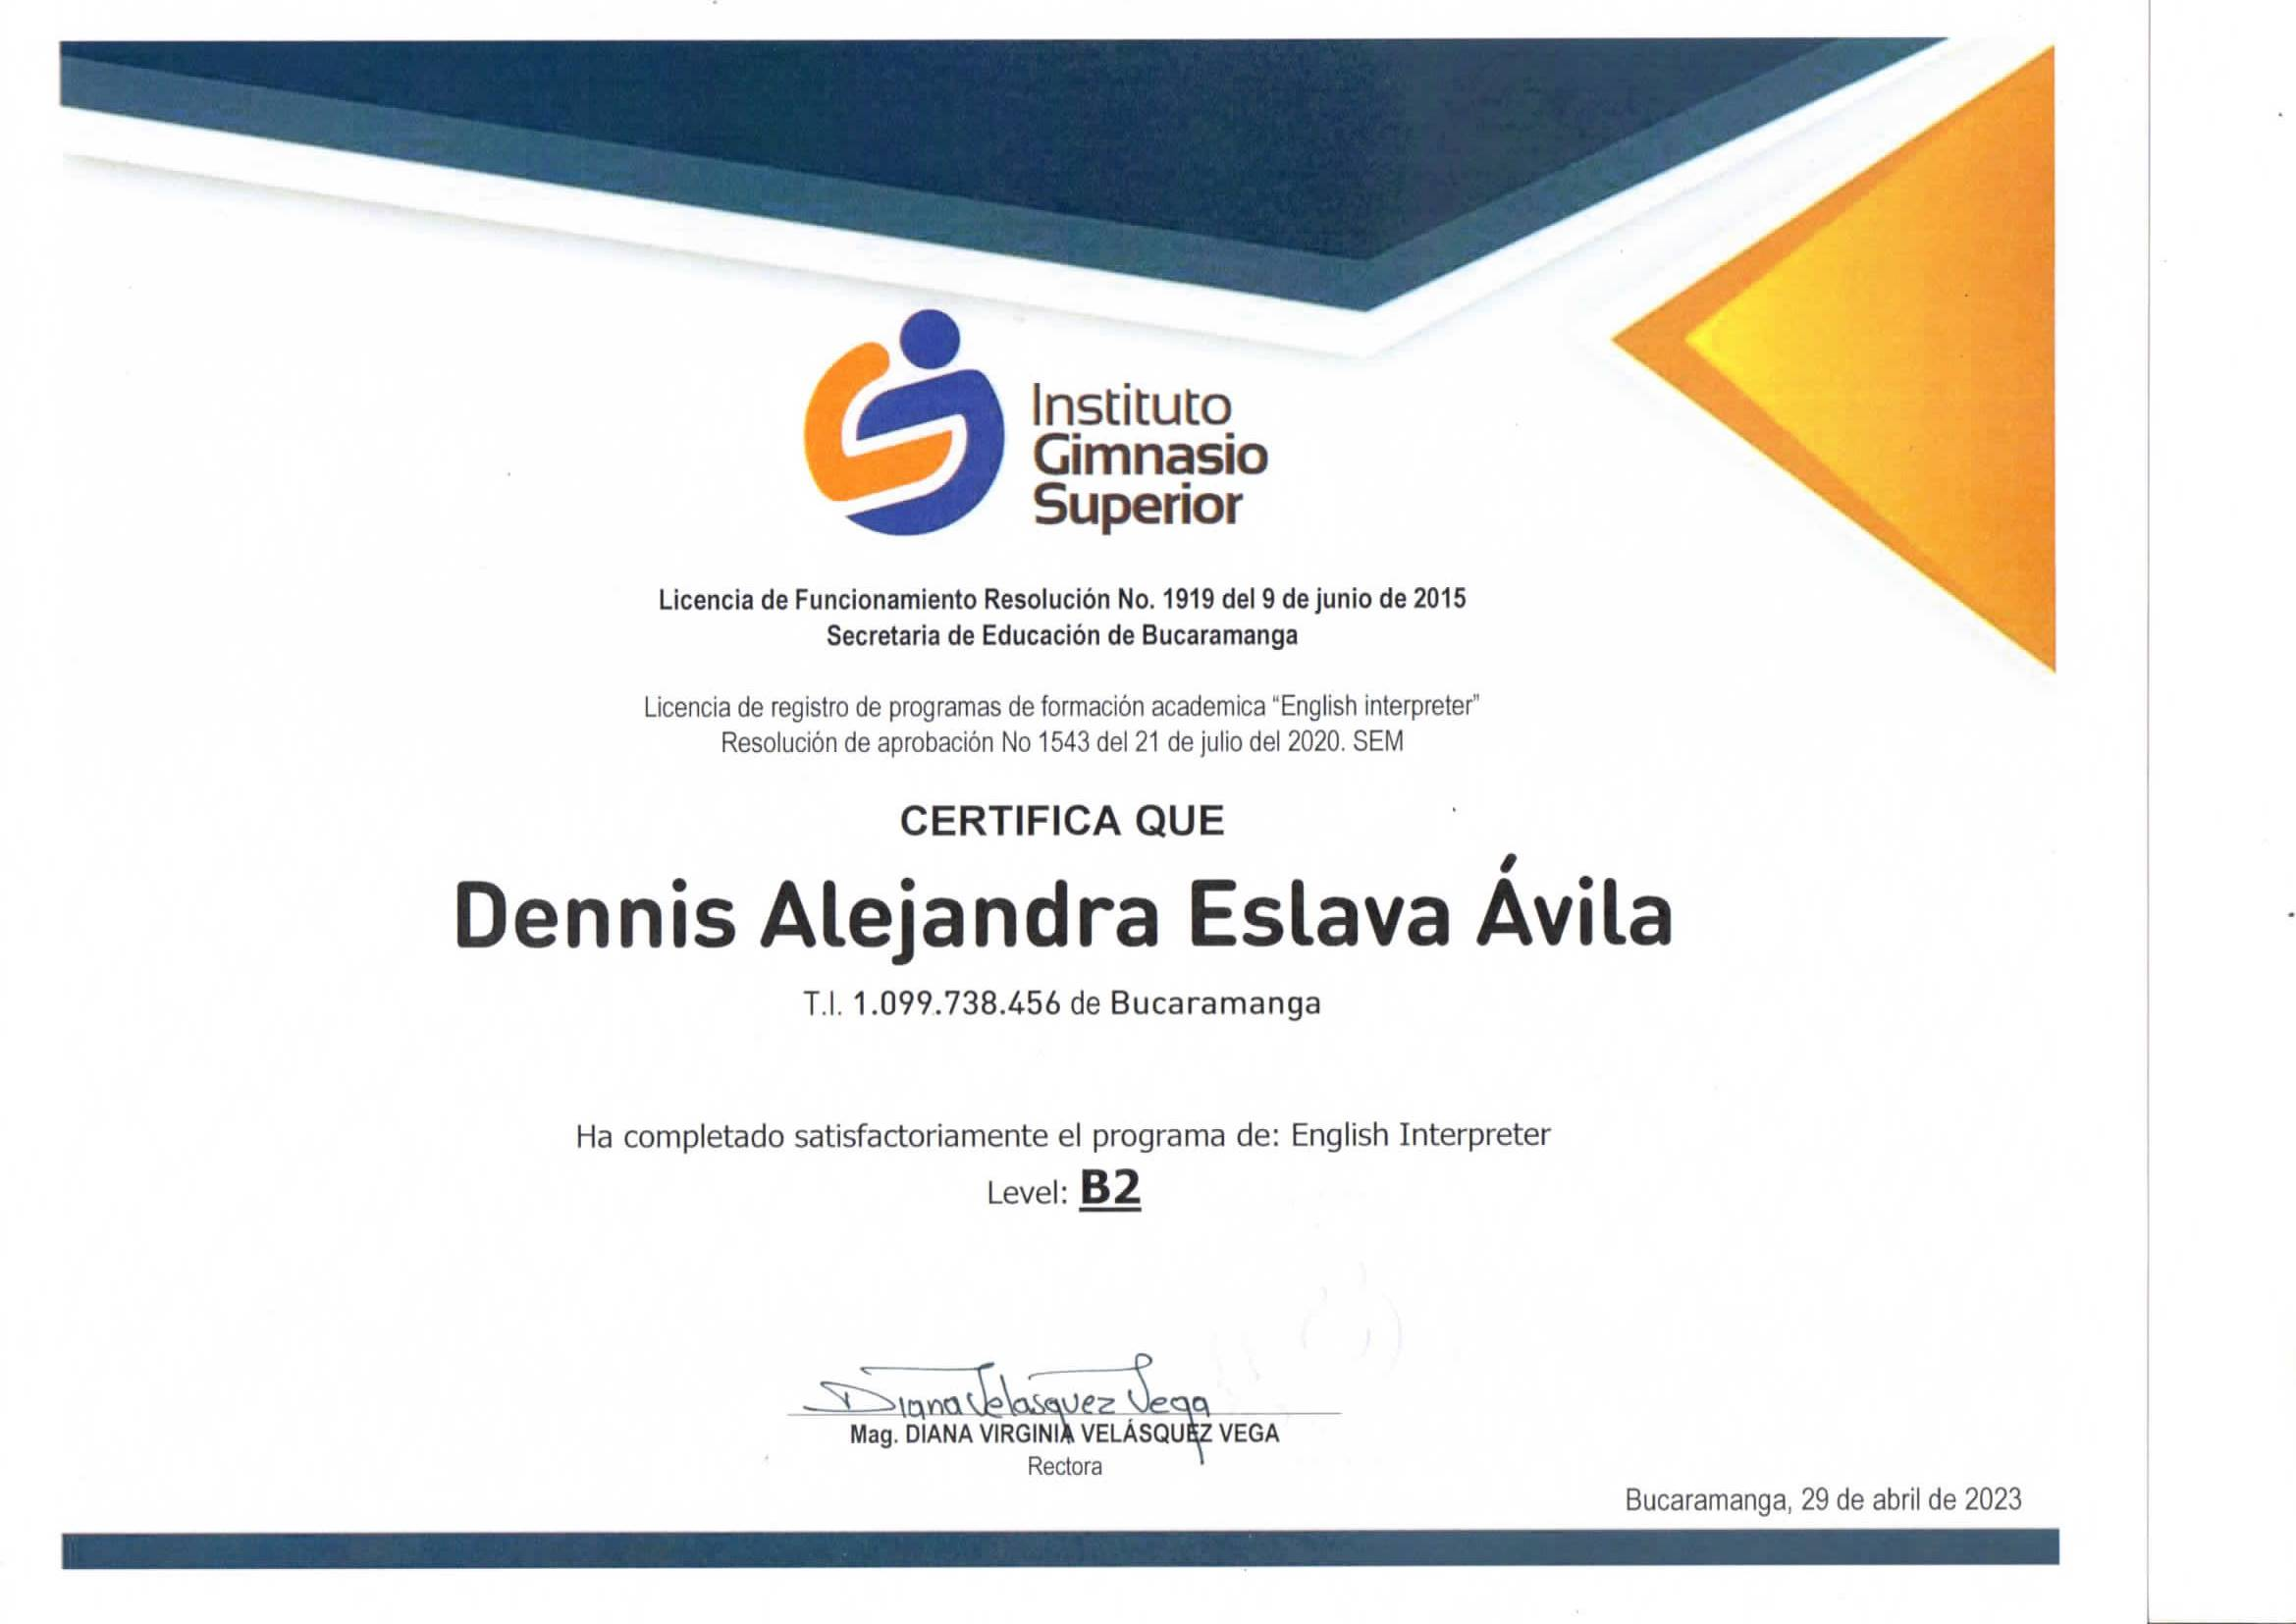 Instituto
Gimnasio
Superior
Licencia de Funcionamiento Resolución No. 1919 del 9 de junio de 2015
Secretaria de Educación de Bucaramanga
Licencia de registro de programas de formación academica “English interpreter”
Resolución de aprobación No 1543 del 21 de julio del 2020. SEM
CERTIFICA QUE
Dennis Alejandra Eslava Ávila
T.I. 1.099.738.456 de Bucaramanga
Ha completado satisfactoriamente el programa de: English Interpreter
Level: B2
Diana Velasquez Vega
Mag. DIANA VIRGINIA VELÁSQUEZ VEGA
Rectora
Bucaramanga, 29 de abril de 2023